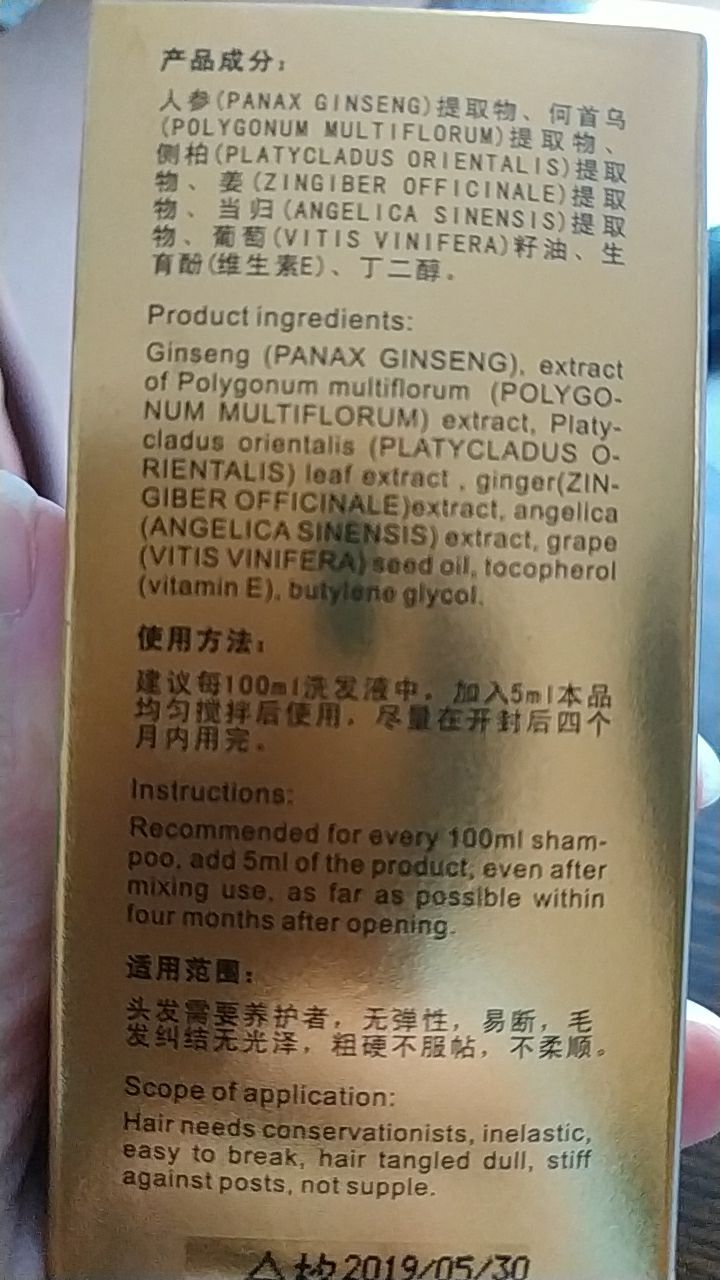 产品成分：
人参(PANAX GINSENG)提取物、何首乌
(POLYGONUM MULTIFLORUM)提取物、
侧柏(PLATYCLADUS ORIENTALIS)提取
物、姜(ZINGIBER OFFICINALE)提取
物、当归(ANGELICA SINENSIS)提取
物、葡萄(VITIS VINIFERA)籽油、生
育酚(维生素E)、丁二醇。
Product ingredients:
Ginseng (PANAX GINSENG), extract
of Polygonum multiflorum (POLYGO-
NUM MULTIFLORUM) extract, Platy-
cladus orientalis (PLATYCLADUS O-
RIENTALIS) leaf extract , ginger(ZIN-
GIBER OFFICINALE)extract, angelica
(ANGELICA SINENSIS) extract, grape
(VITIS VINIFERA) seed oil, tocopherol
(vitamin E), butylene glycol.
使用方法：
建议每100ml洗发液中，加入5ml本品
均匀搅拌后使用，尽量在开封后四个
月内用完。
Instructions:
Recommended for every 100ml sham-
poo, add 5ml of the product, even after
mixing use, as far as possible within
four months after opening.
适用范围：
头发需要养护者，无弹性，易断，毛
发纠结无光泽，粗硬不服帖，不柔顺。
Scope of application:
Hair needs conservationists, inelastic,
easy to break, hair tangled dull, stiff
against posts, not supple.
2019/05/30